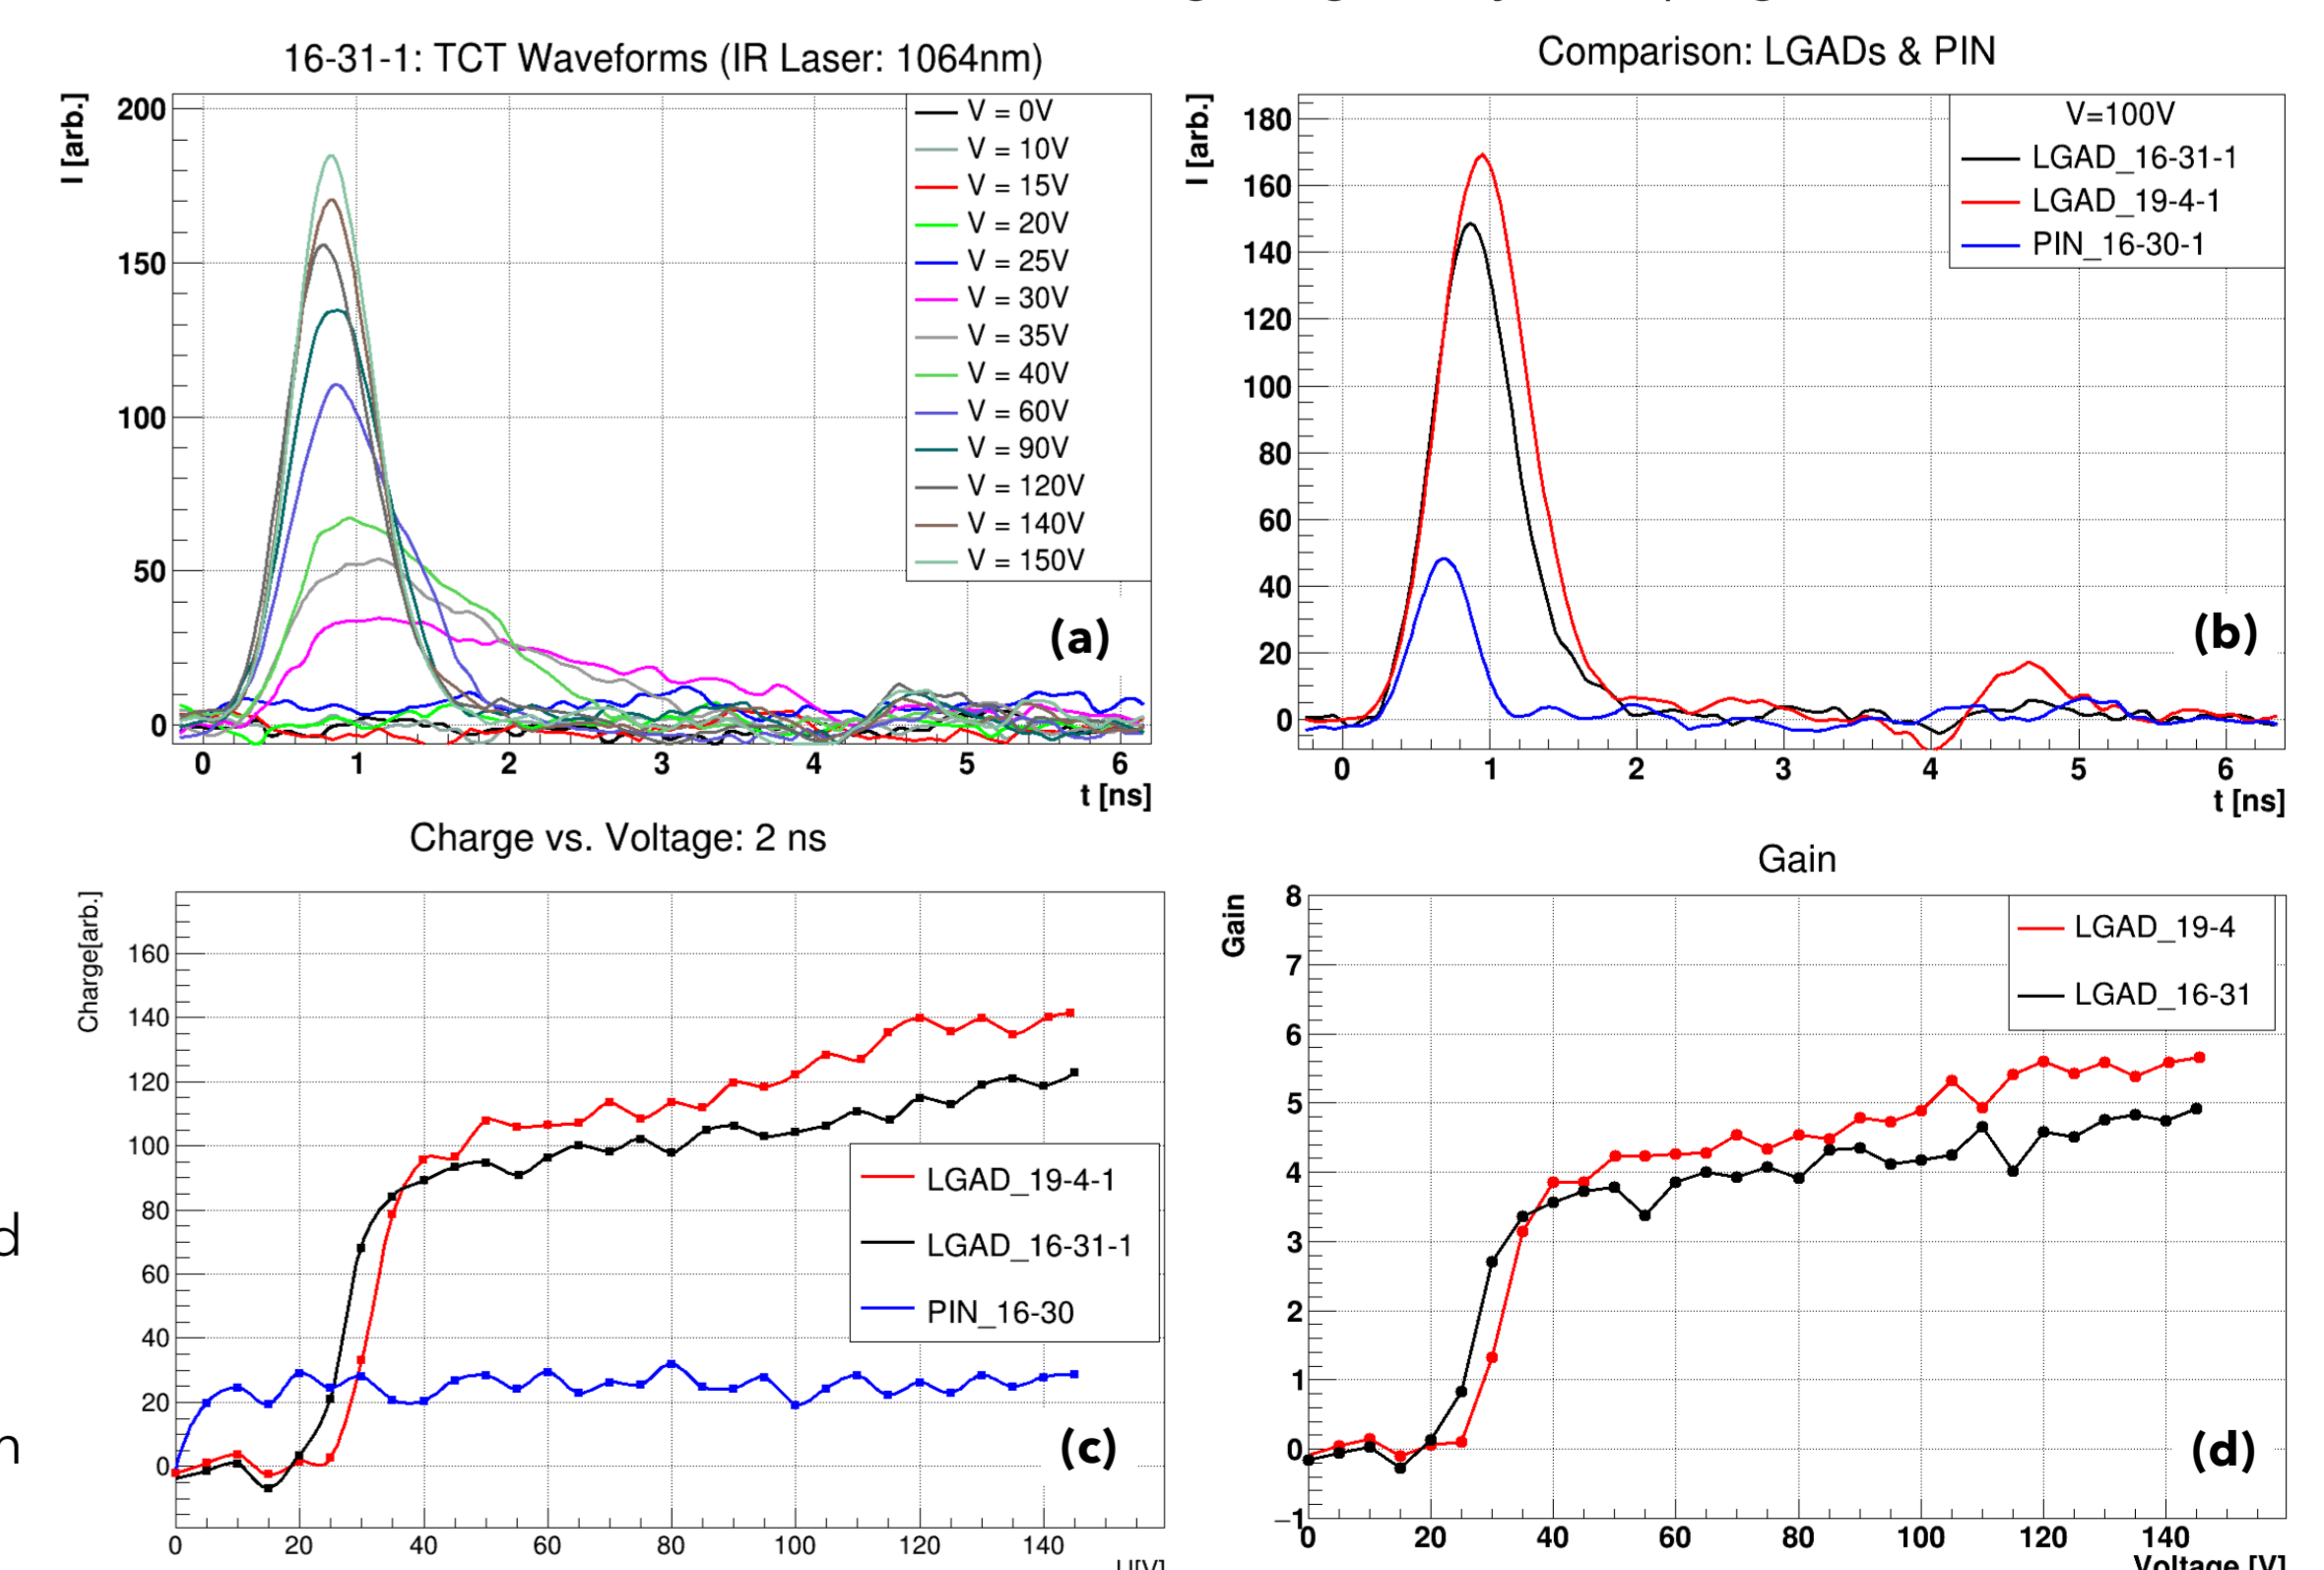 16-31-1: TCT Waveforms (IR Laser: 1064nm)
I [arb.]
200
150
100
50
0
0 1 2 3 4 5 6
t [ns]
V = 0V
V = 10V
V = 15V
V = 20V
V = 25V
V = 30V
V = 35V
V = 40V
V = 60V
V = 90V
V = 120V
V = 140V
V = 150V
(a)
Comparison: LGADs & PIN
I [arb.]
180
160
140
120
100
80
60
40
20
0
0 1 2 3 4 5 6
t [ns]
V=100V
LGAD_16-31-1
LGAD_19-4-1
PIN_16-30-1
(b)
Charge vs. Voltage: 2 ns
Charge[arb.]
160
140
120
100
80
60
40
20
0
0 20 40 60 80 100 120 140
U[V]
LGAD_19-4-1
LGAD_16-31-1
PIN_16-30
(c)
d
n
Gain
Gain
8
7
6
5
4
3
2
1
0
−1
0 20 40 60 80 100 120 140
Voltage [V]
LGAD_19-4
LGAD_16-31
(d)